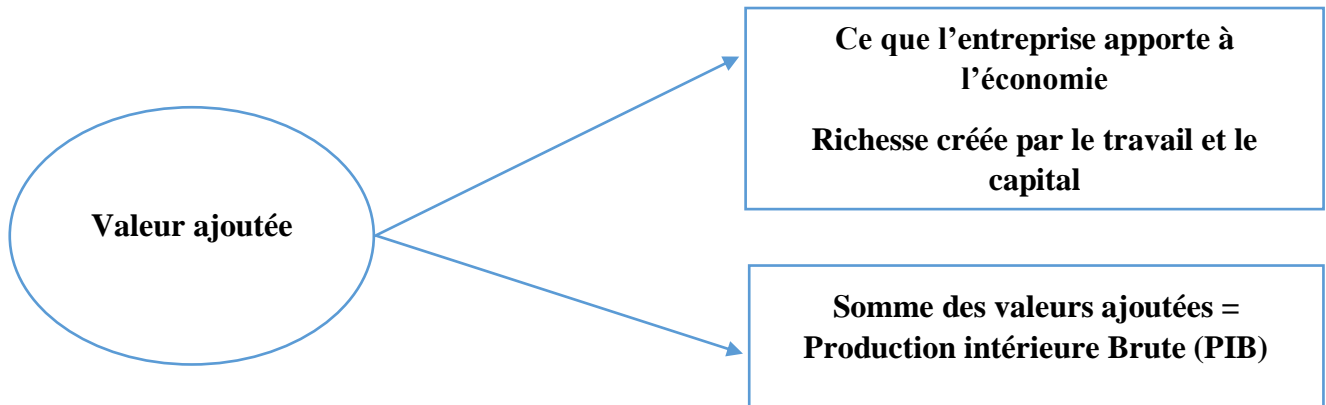 Ce que l’entreprise apporte à
l’économie
Richesse créée par le travail et le
capital
Valeur ajoutée
Somme des valeurs ajoutées =
Production intérieure Brute (PIB)